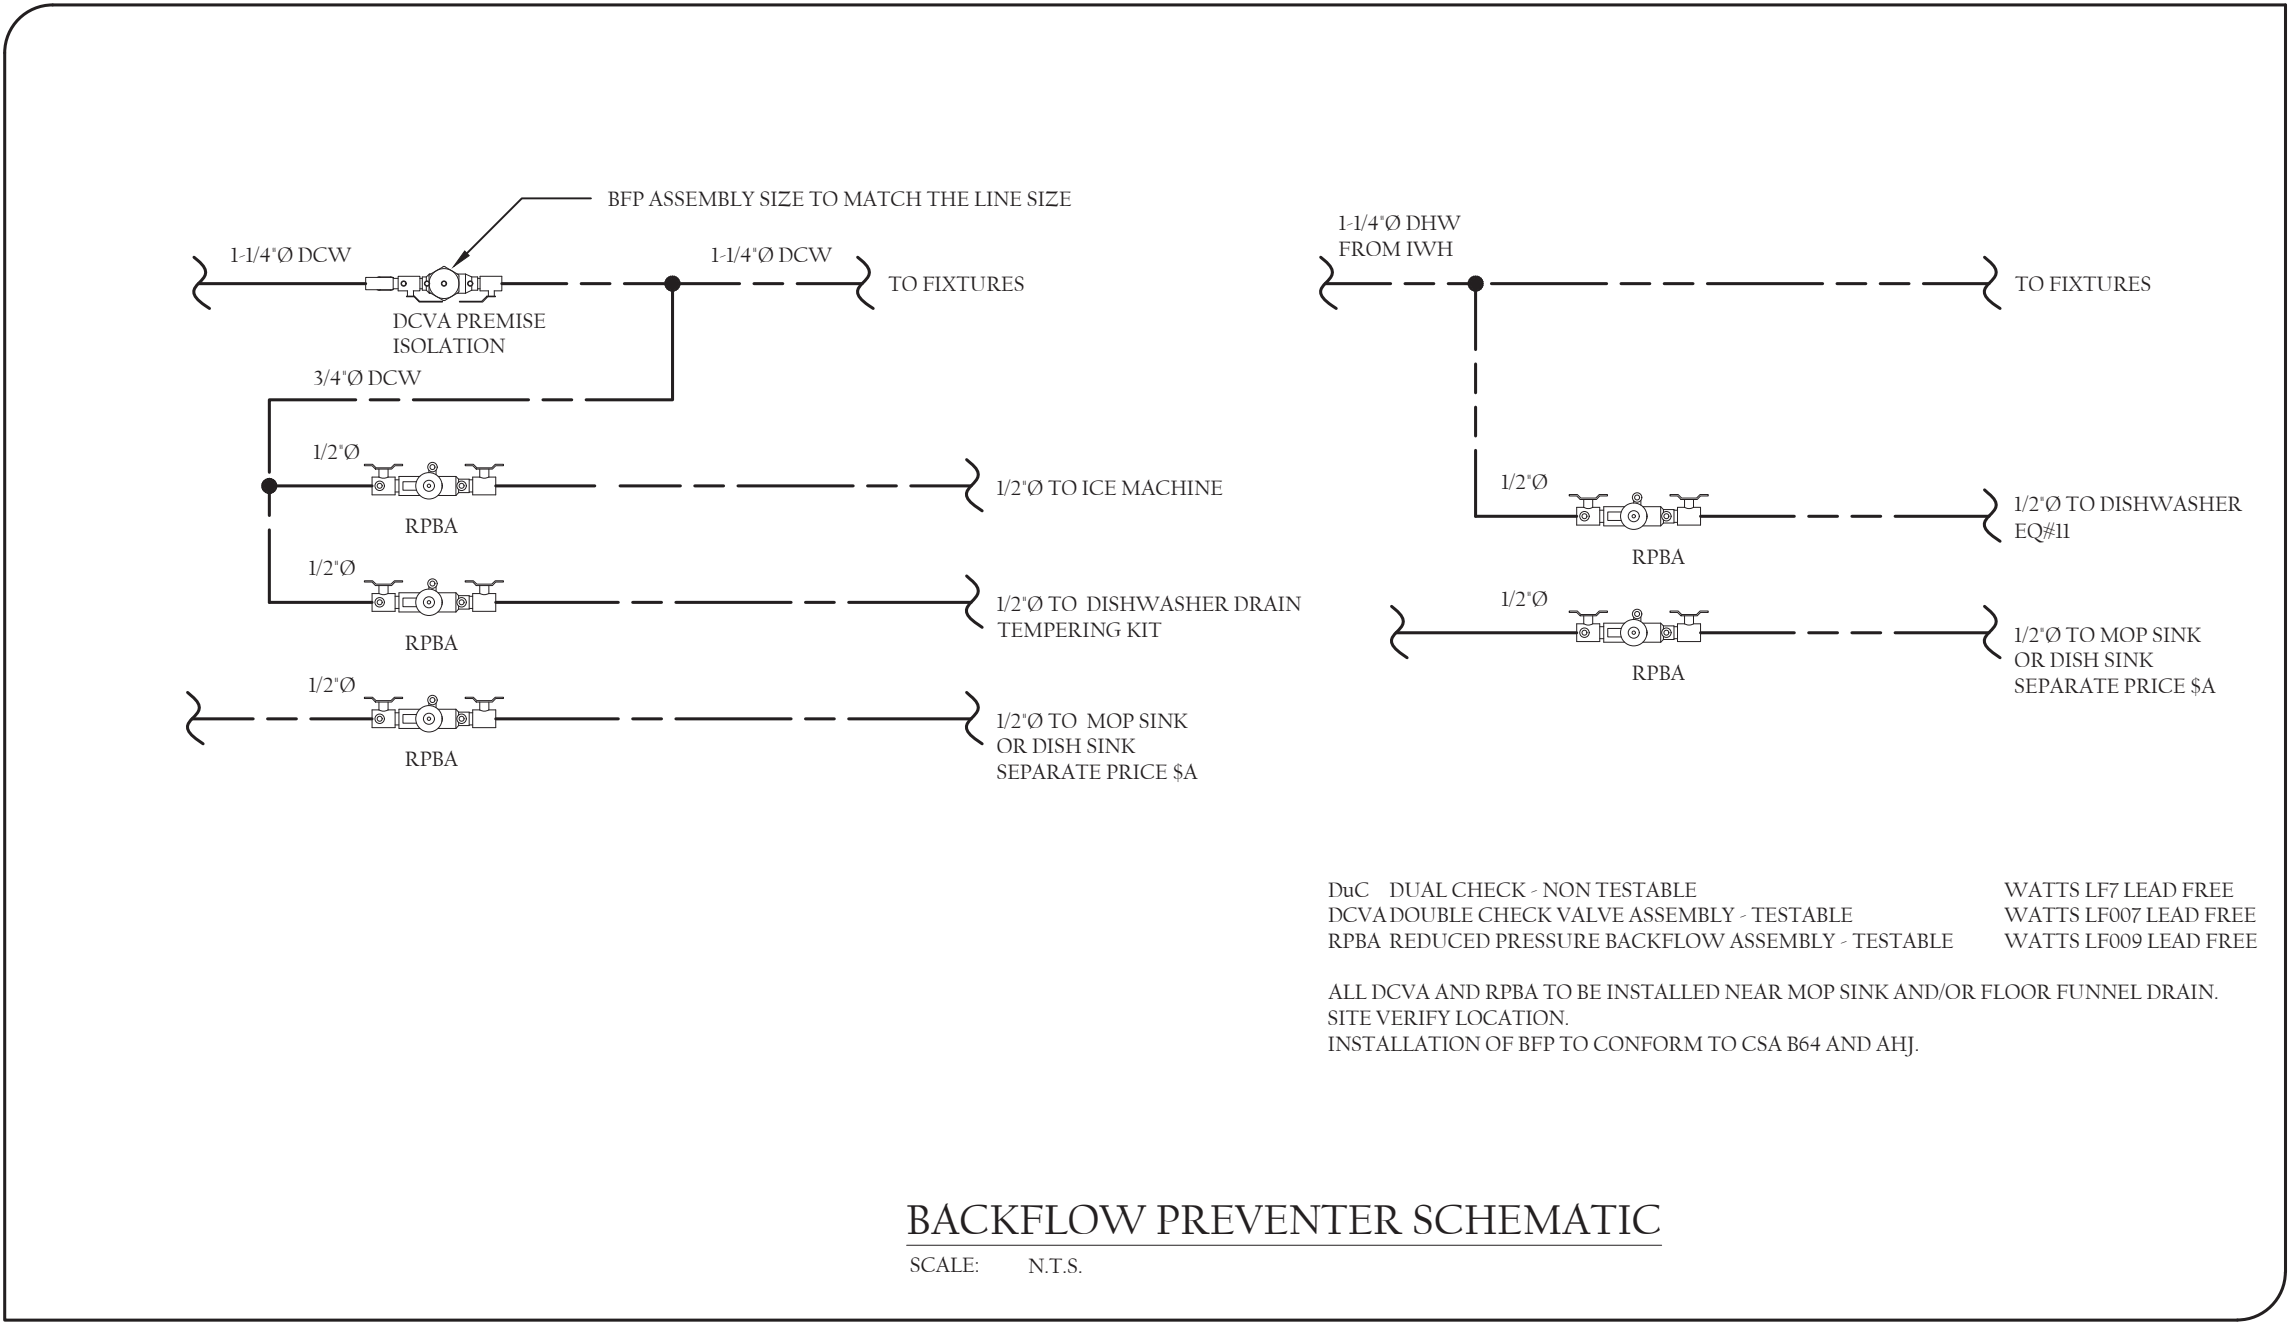 BFP ASSEMBLY SIZE TO MATCH THE LINE SIZE
1-1/4"Ø DCW
1-1/4"Ø DCW
TO FIXTURES
DCVA PREMISE
ISOLATION
3/4"Ø DCW
1/2"Ø
RPBA
1/2"Ø TO ICE MACHINE
1/2"Ø
RPBA
1/2"Ø TO DISHWASHER DRAIN
TEMPERING KIT
1/2"Ø
RPBA
1/2"Ø TO MOP SINK
OR DISH SINK
SEPARATE PRICE $A
1-1/4"Ø DHW
FROM IWH
TO FIXTURES
1/2"Ø
RPBA
1/2"Ø TO DISHWASHER
EQ#11
1/2"Ø
RPBA
1/2"Ø TO MOP SINK
OR DISH SINK
SEPARATE PRICE $A
DuC DUAL CHECK - NON TESTABLE WATTS LF7 LEAD FREE
DCVA DOUBLE CHECK VALVE ASSEMBLY - TESTABLE WATTS LF007 LEAD FREE
RPBA REDUCED PRESSURE BACKFLOW ASSEMBLY - TESTABLE WATTS LF009 LEAD FREE
ALL DCVA AND RPBA TO BE INSTALLED NEAR MOP SINK AND/OR FLOOR FUNNEL DRAIN.
SITE VERIFY LOCATION.
INSTALLATION OF BFP TO CONFORM TO CSA B64 AND AHJ.
BACKFLOW PREVENTER SCHEMATIC
SCALE: N.T.S.